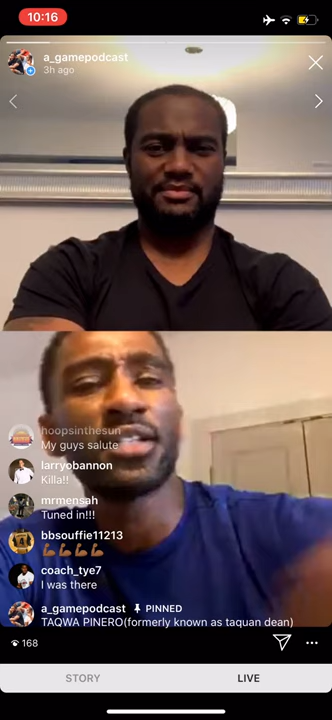 10:16
a_gamepodcast
3h ago
hoopsinthesun
My guys salute
larryobannon
Killa!!
mrmensah
Tuned in!!!
bbsouffie11213
💪🏾💪🏾💪🏾💪🏾
coach_tye7
I was there
a_gamepodcast PINNED
TAQWA PINERO(formerly known as taquan dean)
168
STORY LIVE